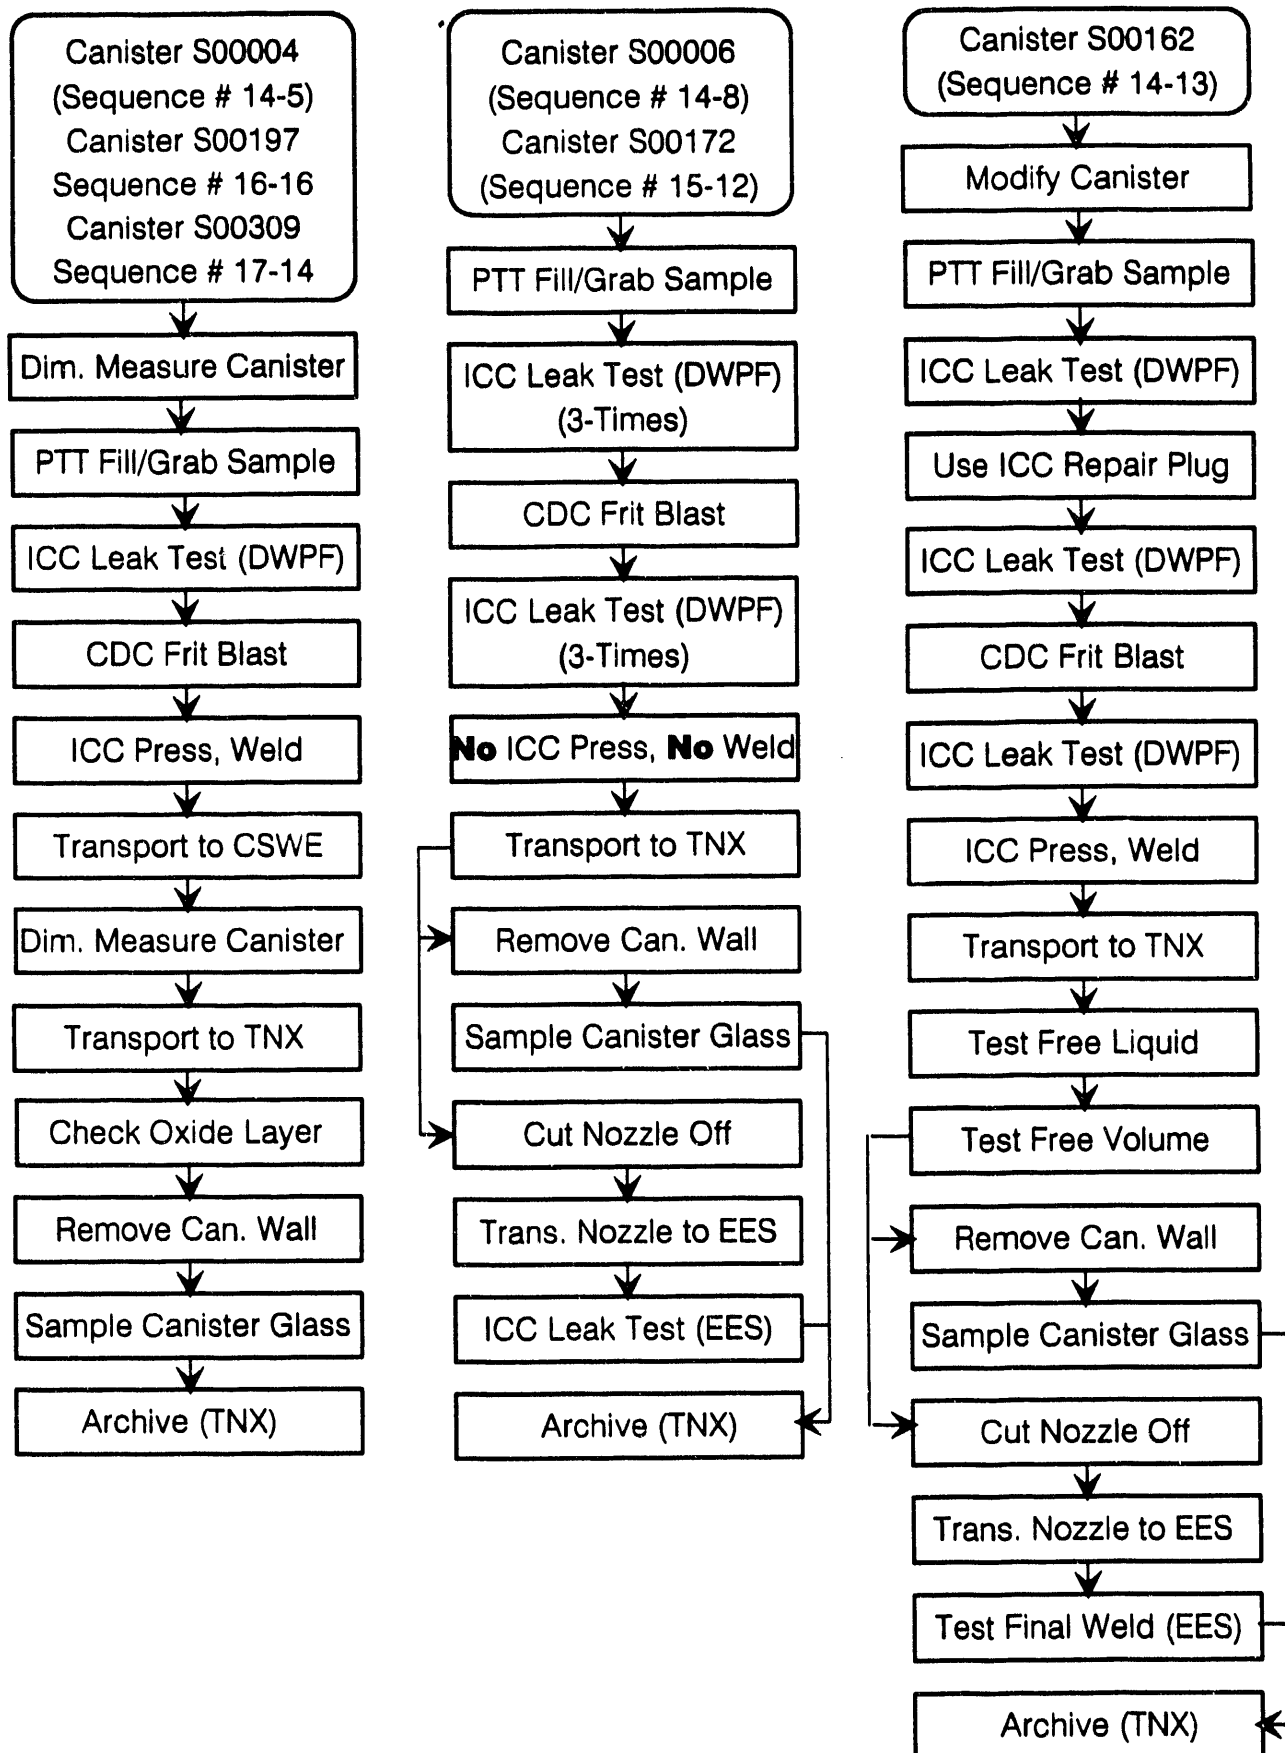 Canister S00004
(Sequence # 14-5)
Canister S00197
Sequence # 16-16
Canister S00309
Sequence # 17-14
Dim. Measure Canister
PTT Fill/Grab Sample
ICC Leak Test (DWPF)
CDC Frit Blast
ICC Press, Weld
Transport to CSWE
Dim. Measure Canister
Transport to TNX
Check Oxide Layer
Remove Can. Wall
Sample Canister Glass
Archive (TNX)
Canister S00006
(Sequence # 14-8)
Canister S00172
(Sequence # 15-12)
PTT Fill/Grab Sample
ICC Leak Test (DWPF)
(3-Times)
CDC Frit Blast
ICC Leak Test (DWPF)
(3-Times)
No ICC Press, No Weld
Transport to TNX
Remove Can. Wall
Sample Canister Glass
Cut Nozzle Off
Trans. Nozzle to EES
ICC Leak Test (EES)
Archive (TNX)
Canister S00162
(Sequence # 14-13)
Modify Canister
PTT Fill/Grab Sample
ICC Leak Test (DWPF)
Use ICC Repair Plug
ICC Leak Test (DWPF)
CDC Frit Blast
ICC Leak Test (DWPF)
ICC Press, Weld
Transport to TNX
Test Free Liquid
Test Free Volume
Remove Can. Wall
Sample Canister Glass
Cut Nozzle Off
Trans. Nozzle to EES
Test Final Weld (EES)
Archive (TNX)